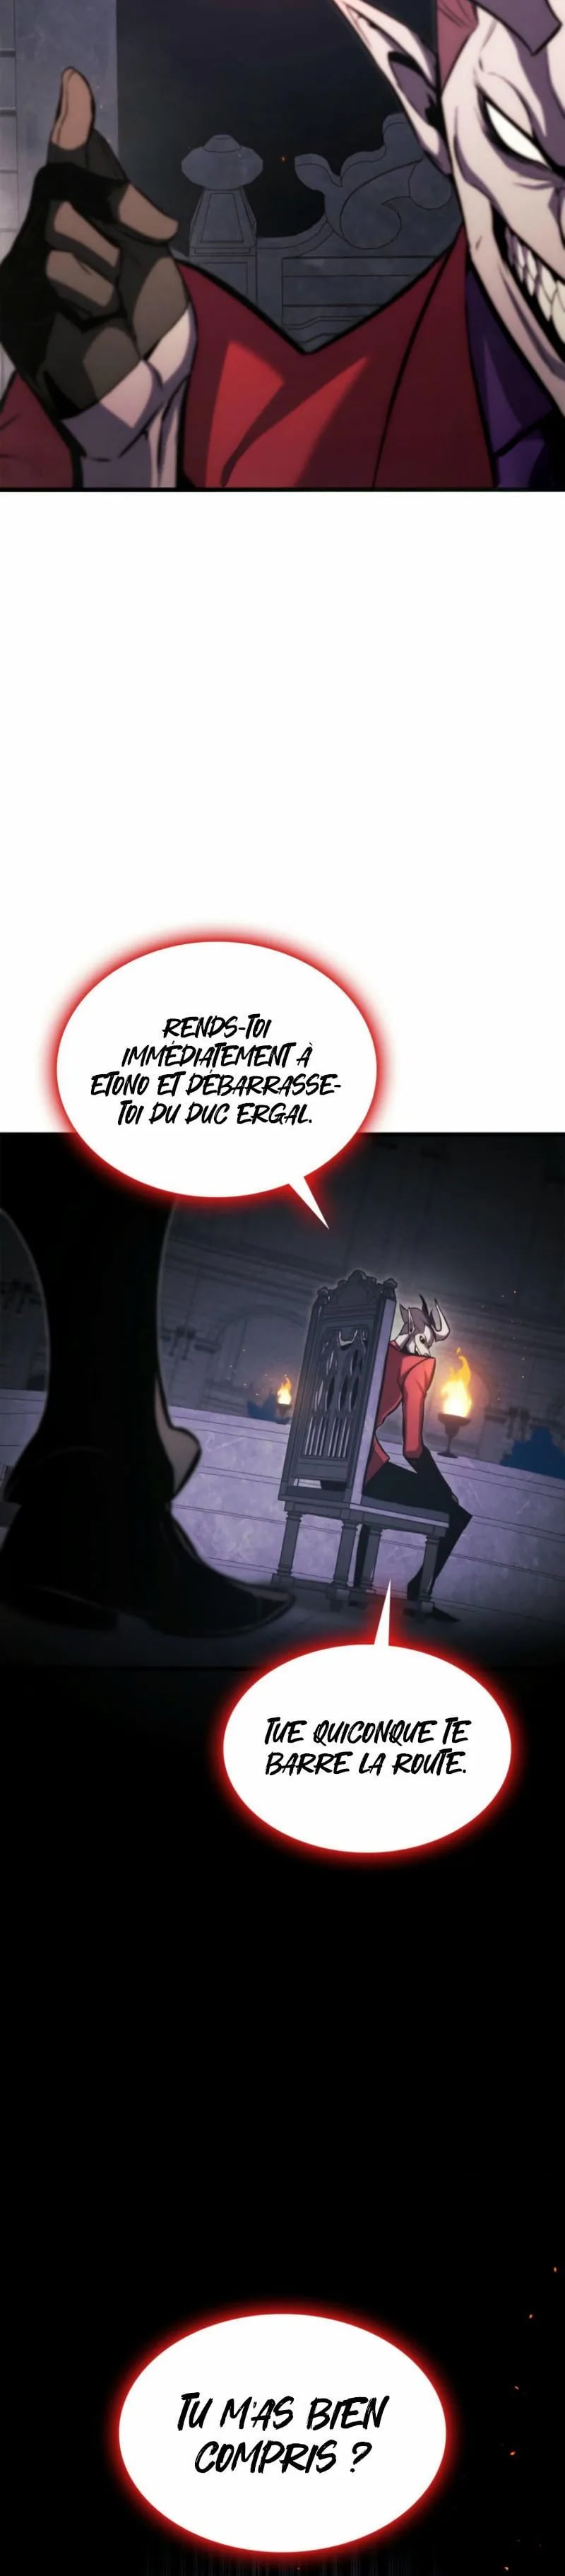 RENDS-TOI
IMMÉDIATEMENT À
ETONO ET DÉBARRASSE-
TOI DU DUC ERGAL.
TUE QUICONQUE TE
BARRE LA ROUTE.
TU M'AS BIEN
COMPRIS ?